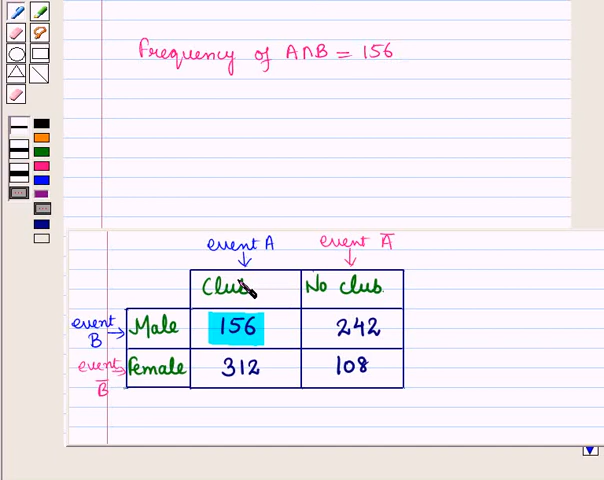 Frequency of A∩B = 156
event A event A̅
Club No club
event B Male 156 242
event B̅ Female 312 108